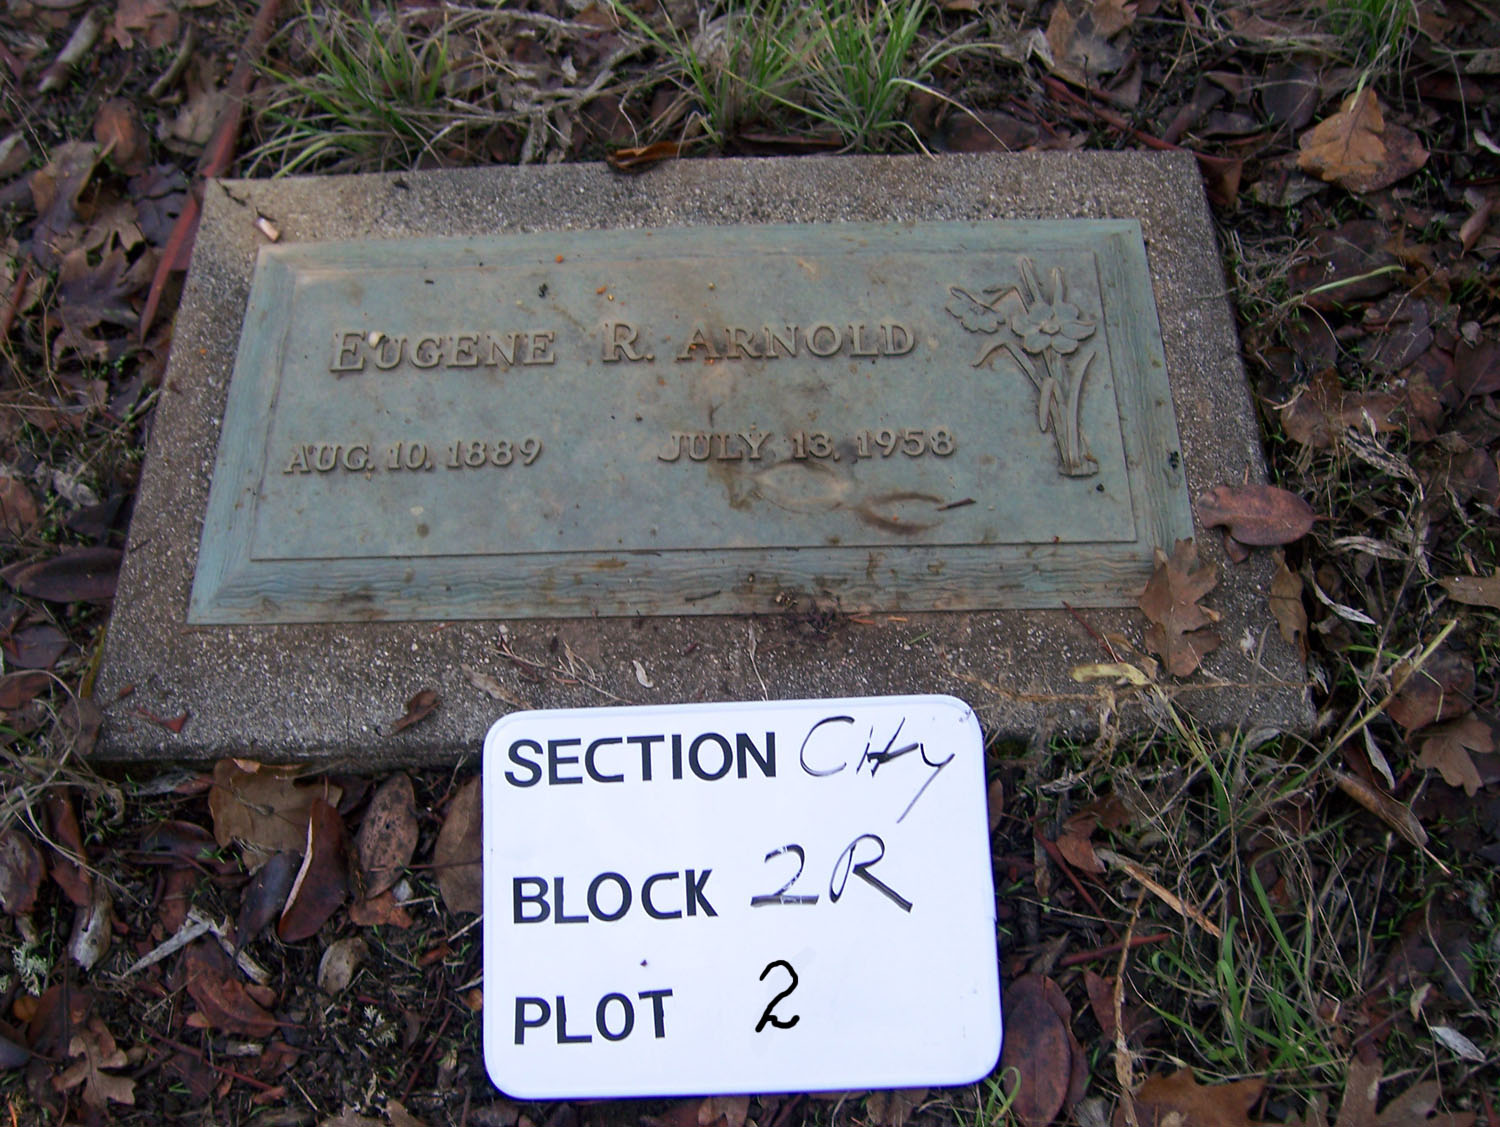 EUGENE R. ARNOLD
AUG. 10. 1889 JULY 13, 1958
SECTION City
BLOCK 2R
PLOT 2